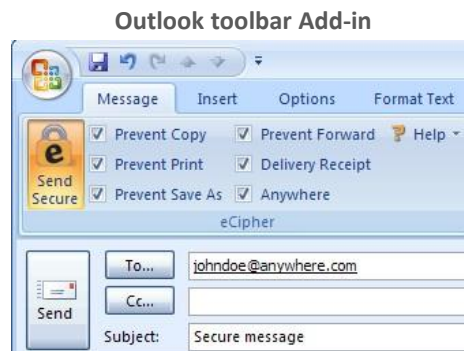 Outlook toolbar Add-in
Message Insert Options Format Text
Prevent Copy Prevent Forward Help
Prevent Print Delivery Receipt
Prevent Save As Anywhere
e
Send
Secure
eCipher
To... johndoe@anywhere.com
Cc...
Send
Subject: Secure message